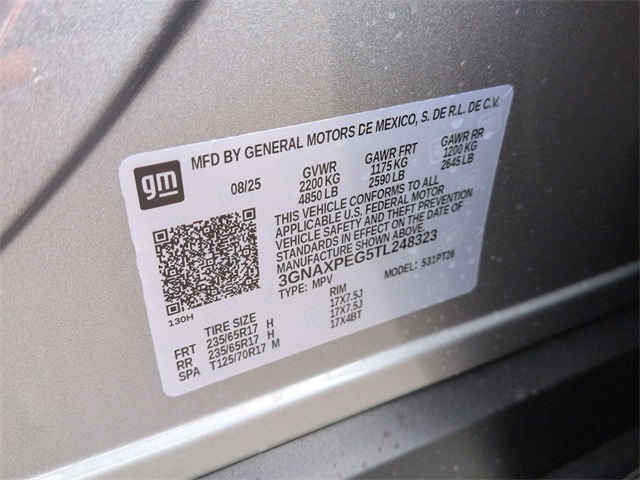 MFD BY GENERAL MOTORS DE MEXICO, S. DE R.L. DE C.V.
gm
08/25 GVWR GAWR FRT GAWR RR
2200 KG 1175 KG 1200 KG
4850 LB 2590 LB 2645 LB
THIS VEHICLE CONFORMS TO ALL
APPLICABLE U.S. FEDERAL MOTOR
VEHICLE SAFETY AND THEFT PREVENTION
STANDARDS IN EFFECT ON THE DATE OF
MANUFACTURE SHOWN ABOVE.
3GNAXPEG5TL248323
TYPE: MPV MODEL: 531PT26
130H
TIRE SIZE RIM
FRT 235/65R17 H 17X7.5J
RR 235/65R17 H 17X7.5J
SPA T125/70R17 M 17X4BT